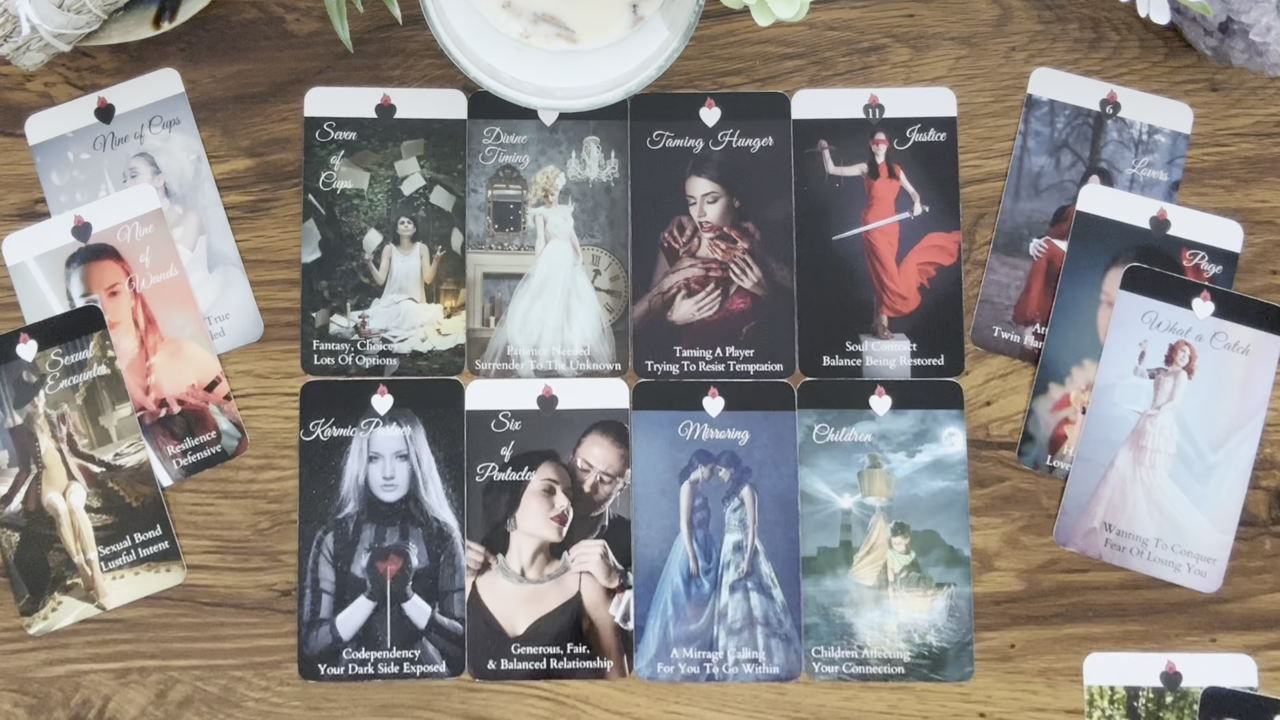 Nine of Cups
True
Nine
of
Wands
Resilience
Defensive
Sexual
Encounter
Sexual Bond
Lustful Intent
Seven
of
Cups
Fantasy, Choice,
Lots Of Options
Divine
Timing
Patience Needed
Surrender To The Unknown
Taming Hunger
Taming A Player
Trying To Resist Temptation
11
Justice
Soul Contract
Balance Being Restored
Karmic Partner
Codependency
Your Dark Side Exposed
Six
of
Pentacles
Generous, Fair,
& Balanced Relationship
Mirroring
A Mirrage Calling
For You To Go Within
Children
Children Affecting
Your Connection
6
Lovers
Twin
Page
Love
What a Catch
Wanting To Conquer
Fear Of Losing You